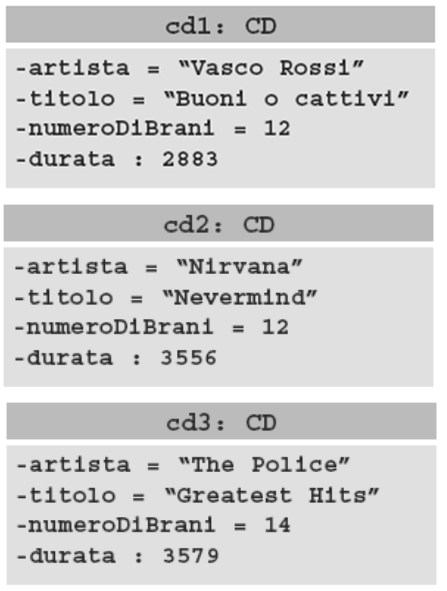 cd1: CD
-artista = “Vasco Rossi”
-titolo = “Buoni o cattivi”
-numeroDiBrani = 12
-durata : 2883
cd2: CD
-artista = “Nirvana”
-titolo = “Nevermind”
-numeroDiBrani = 12
-durata : 3556
cd3: CD
-artista = “The Police”
-titolo = “Greatest Hits”
-numeroDiBrani = 14
-durata : 3579